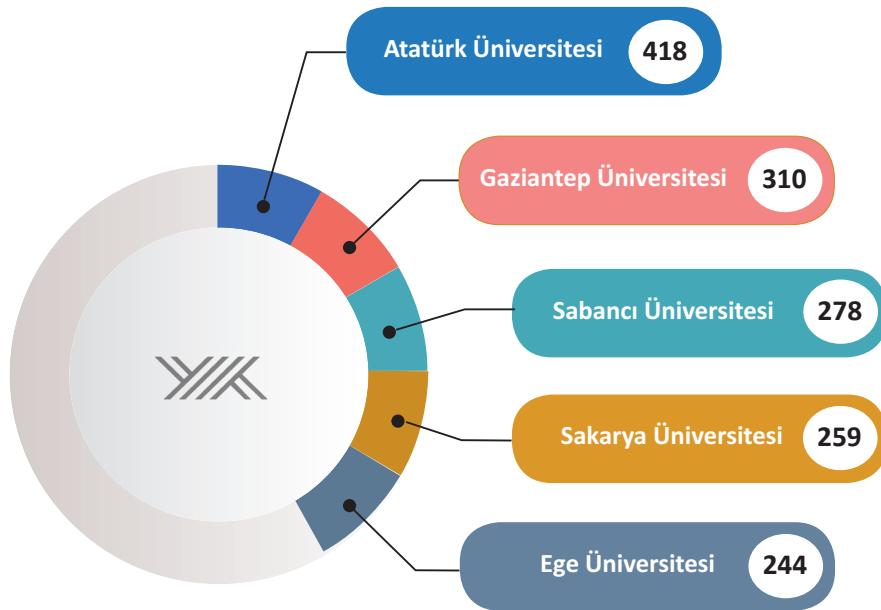 Atatürk Üniversitesi 418
Gaziantep Üniversitesi 310
Sabancı Üniversitesi 278
Sakarya Üniversitesi 259
Ege Üniversitesi 244